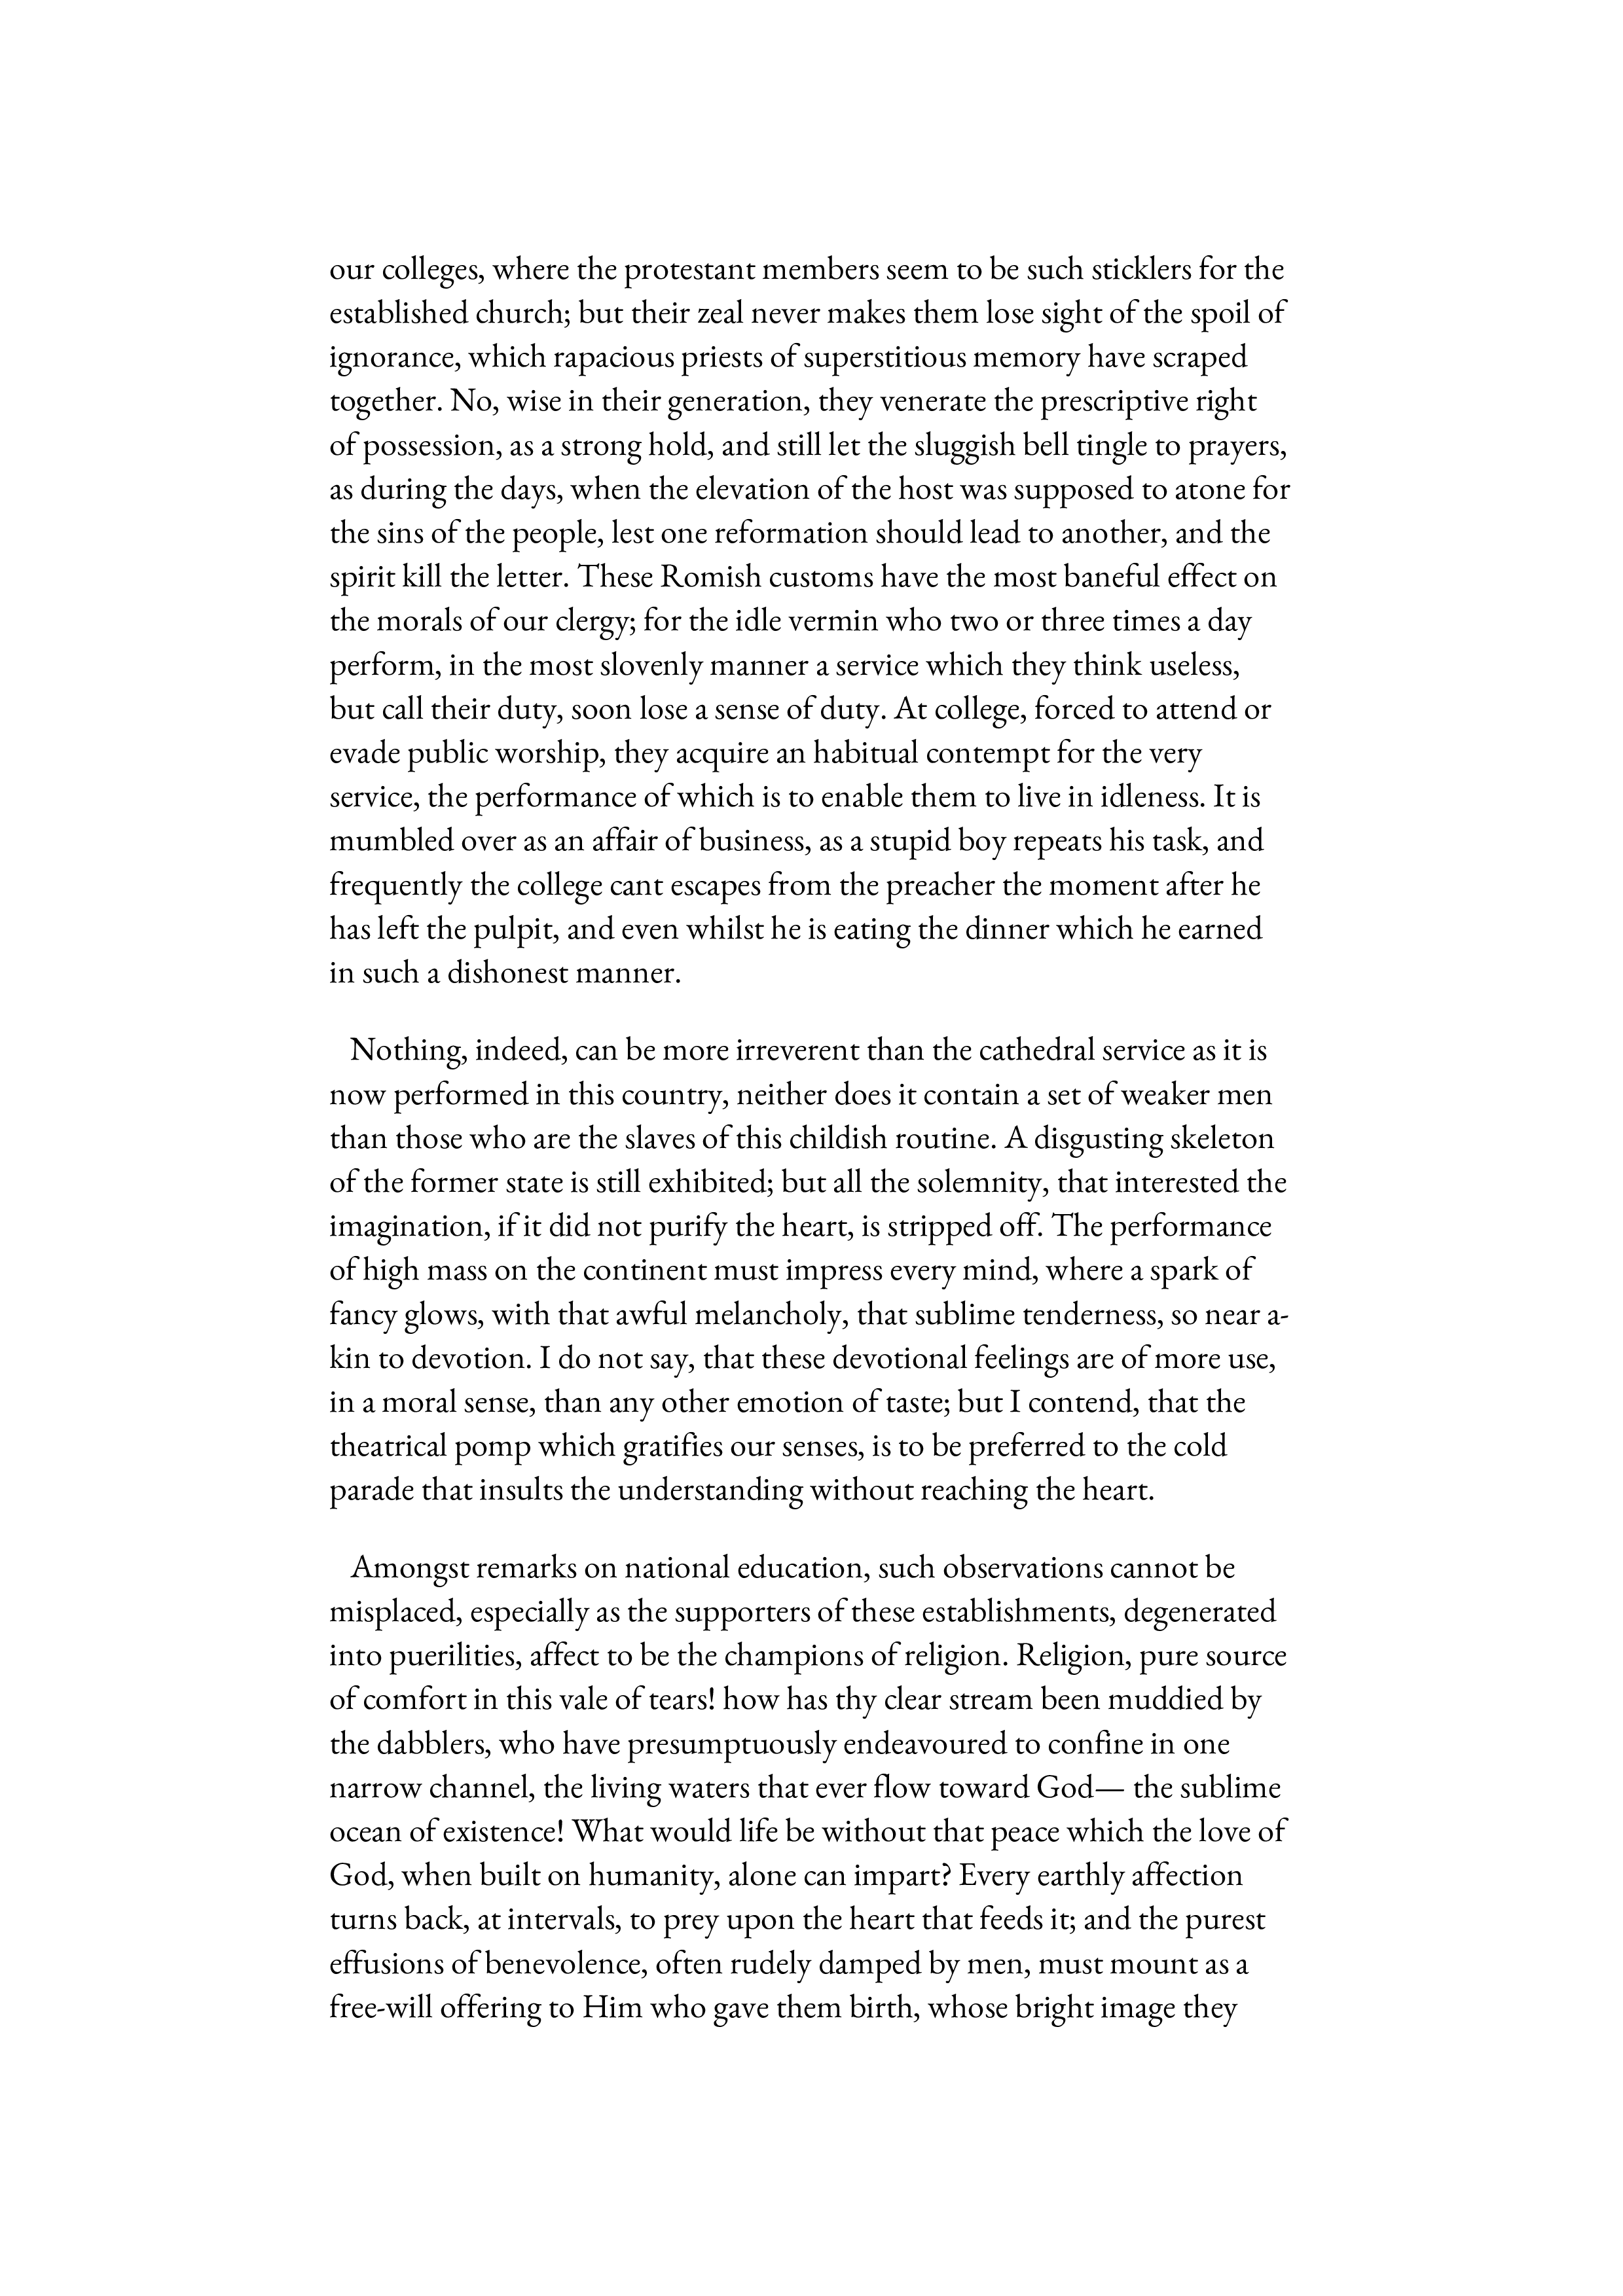 our colleges, where the protestant members seem to be such sticklers for the
established church; but their zeal never makes them lose sight of the spoil of
ignorance, which rapacious priests of superstitious memory have scraped
together. No, wise in their generation, they venerate the prescriptive right
of possession, as a strong hold, and still let the sluggish bell tingle to prayers,
as during the days, when the elevation of the host was supposed to atone for
the sins of the people, lest one reformation should lead to another, and the
spirit kill the letter. These Romish customs have the most baneful effect on
the morals of our clergy; for the idle vermin who two or three times a day
perform, in the most slovenly manner a service which they think useless,
but call their duty, soon lose a sense of duty. At college, forced to attend or
evade public worship, they acquire an habitual contempt for the very
service, the performance of which is to enable them to live in idleness. It is
mumbled over as an affair of business, as a stupid boy repeats his task, and
frequently the college cant escapes from the preacher the moment after he
has left the pulpit, and even whilst he is eating the dinner which he earned
in such a dishonest manner.
Nothing, indeed, can be more irreverent than the cathedral service as it is
now performed in this country, neither does it contain a set of weaker men
than those who are the slaves of this childish routine. A disgusting skeleton
of the former state is still exhibited; but all the solemnity, that interested the
imagination, if it did not purify the heart, is stripped off. The performance
of high mass on the continent must impress every mind, where a spark of
fancy glows, with that awful melancholy, that sublime tenderness, so near a-
kin to devotion. I do not say, that these devotional feelings are of more use,
in a moral sense, than any other emotion of taste; but I contend, that the
theatrical pomp which gratifies our senses, is to be preferred to the cold
parade that insults the understanding without reaching the heart.
Amongst remarks on national education, such observations cannot be
misplaced, especially as the supporters of these establishments, degenerated
into puerilities, affect to be the champions of religion. Religion, pure source
of comfort in this vale of tears! how has thy clear stream been muddied by
the dabblers, who have presumptuously endeavoured to confine in one
narrow channel, the living waters that ever flow toward God— the sublime
ocean of existence! What would life be without that peace which the love of
God, when built on humanity, alone can impart? Every earthly affection
turns back, at intervals, to prey upon the heart that feeds it; and the purest
effusions of benevolence, often rudely damped by men, must mount as a
free-will offering to Him who gave them birth, whose bright image they